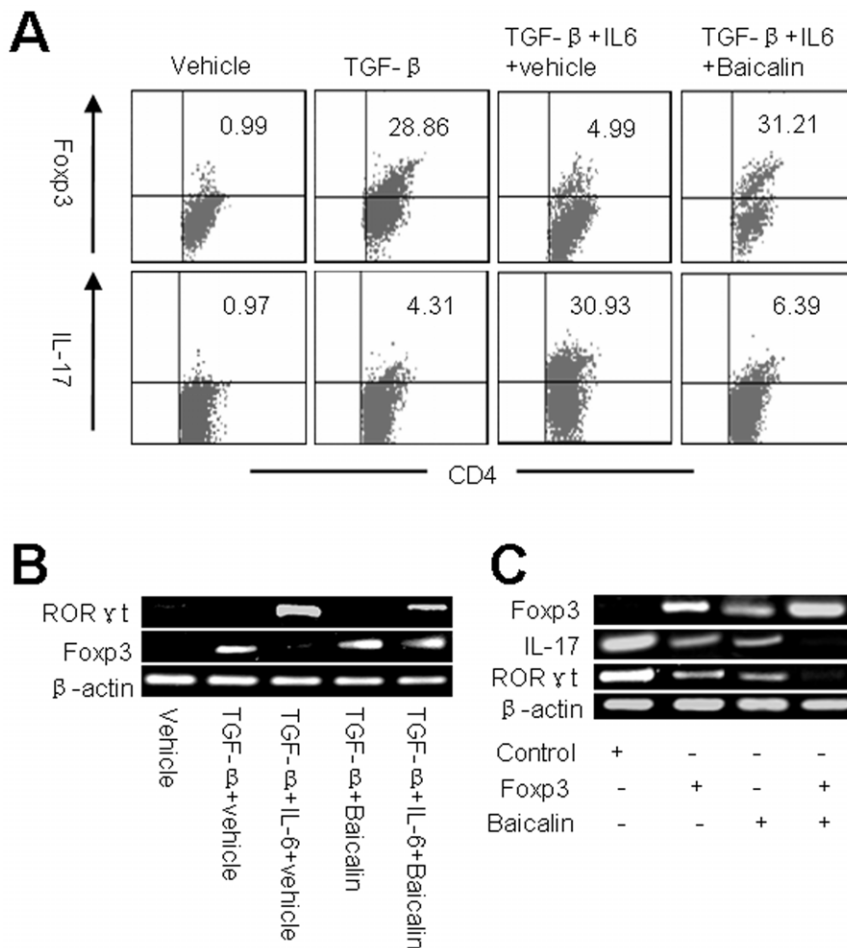 A
Vehicle
TGF-β
TGF-β+IL6
+vehicle
TGF-β+IL6
+Baicalin
Foxp3
0.99
28.86
4.99
31.21
IL-17
0.97
4.31
30.93
6.39
CD4
B
RORγt
Foxp3
β-actin
Vehicle
TGF-β+vehicle
TGF-β+IL-6+vehicle
TGF-β+Baicalin
TGF-β+IL-6+Baicalin
C
Foxp3
IL-17
RORγt
β-actin
Control + - - -
Foxp3 - + - +
Baicalin - - + +